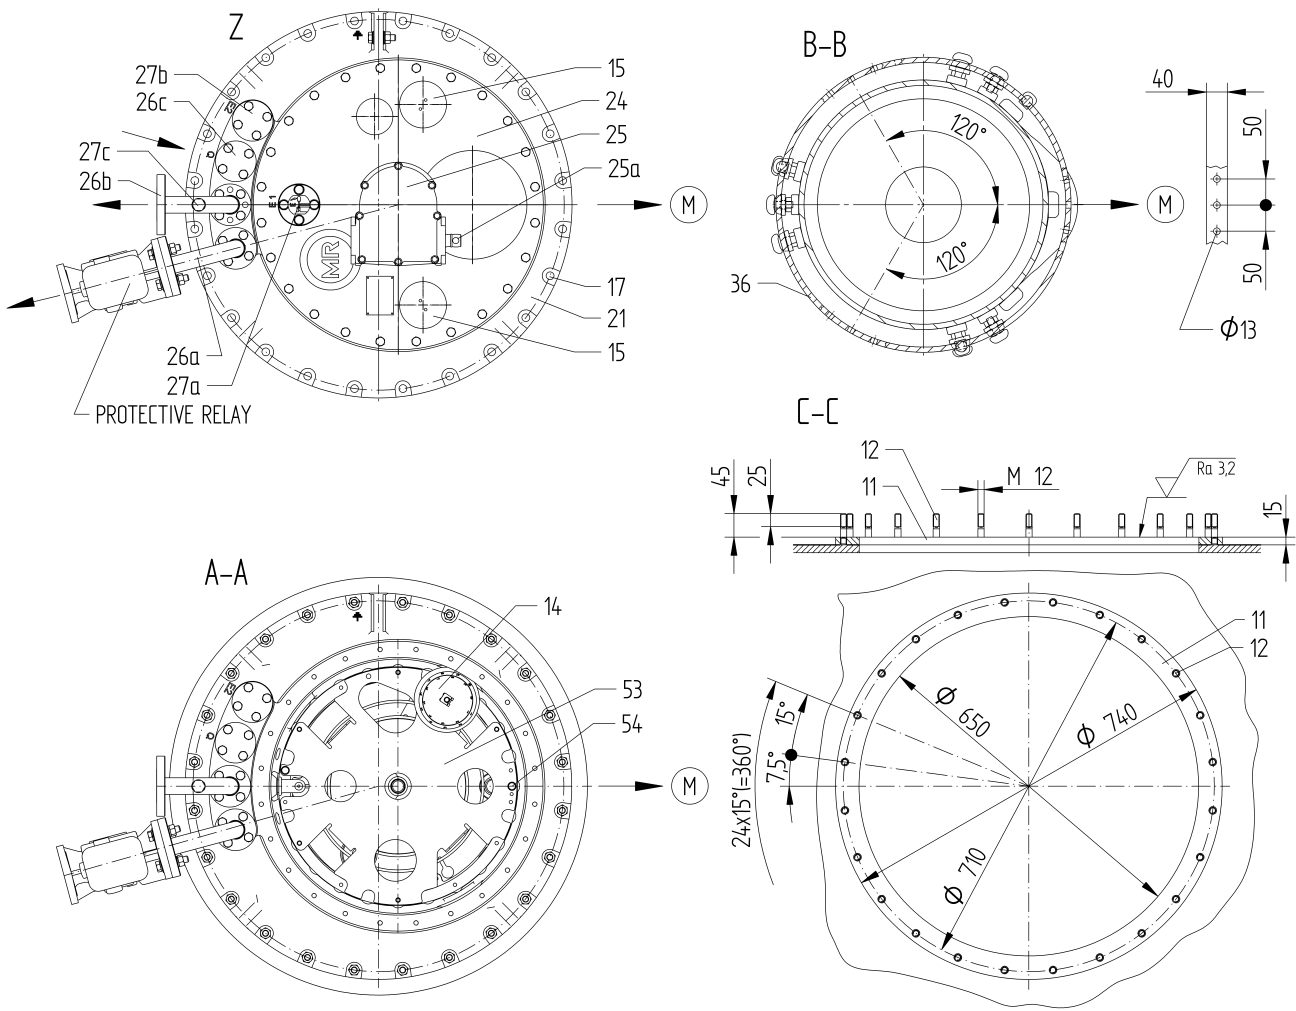 Z
27b
26c
27c
26b
15
24
25
25a
M
E1
MR
17
21
15
26a
27a
PROTECTIVE RELAY
B-B
120°
120°
36
M
40
50
50
Φ13
C-C
12
11
M 12
45
25
Ra 3,2
15
A-A
14
53
54
M
11
12
Φ 650
Φ 740
Φ 710
15°
7,5°
24x15°(=360°)